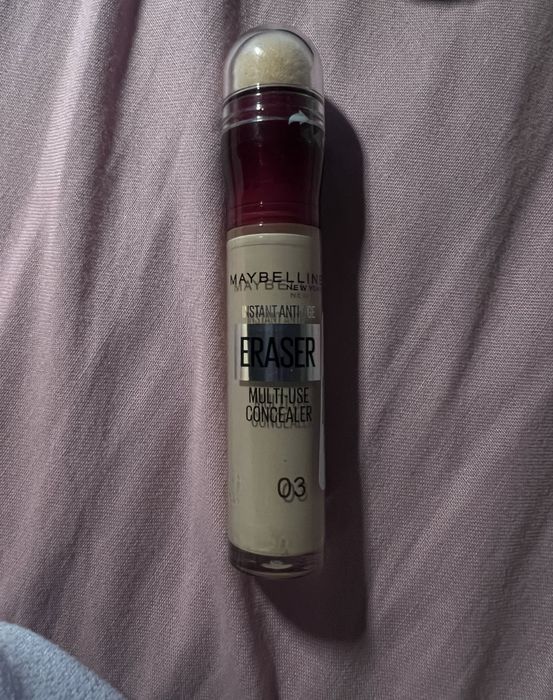 MAYBELLINE
NEW YORK
INSTANT ANTI AGE
ERASER
MULTI-USE
CONCEALER
03